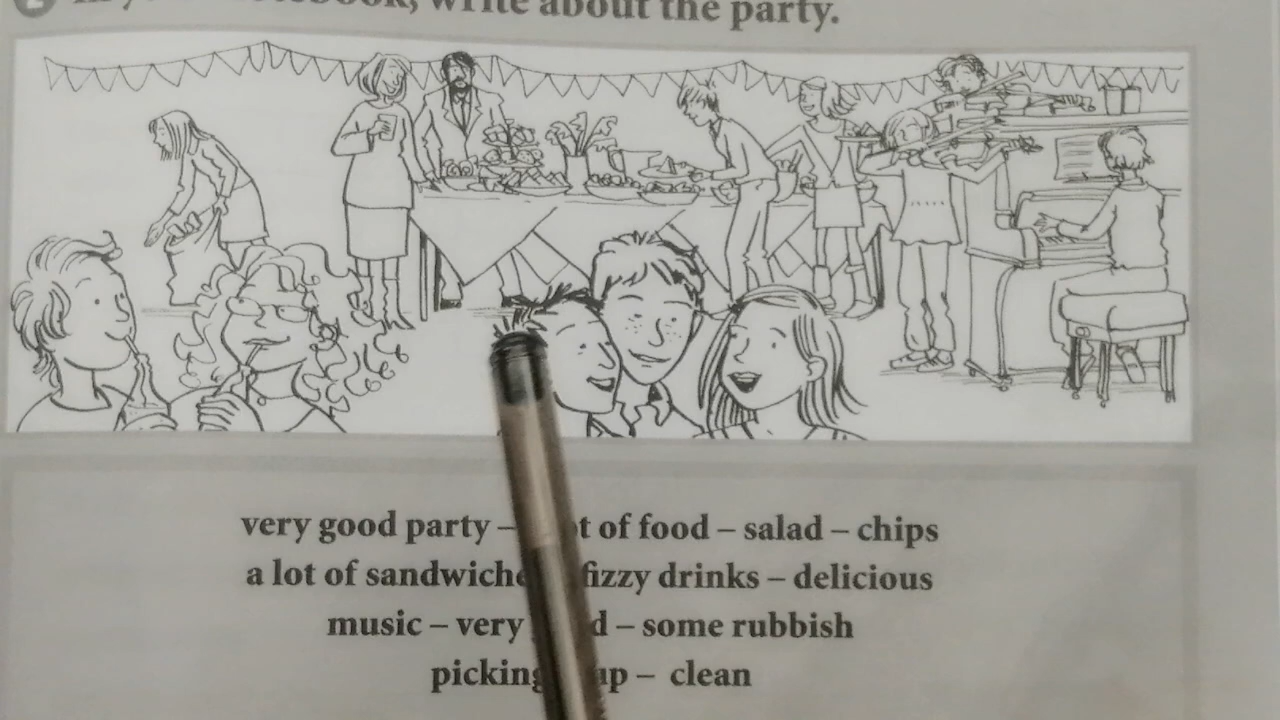 write about the party.
very good party – of food – salad – chips
a lot of fizzy drinks – delicious
music – very – some rubbish
picking up – clean